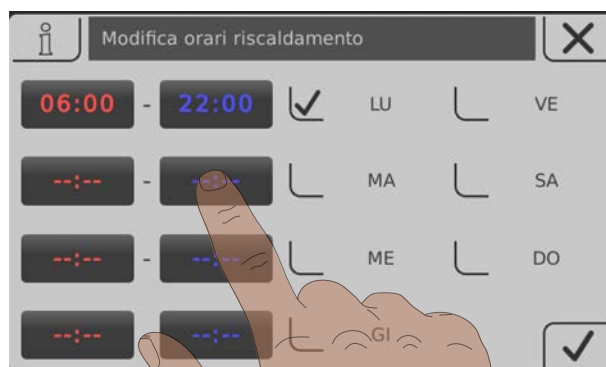 Modifica orari riscaldamento
06:00 - 22:00 LU VE
--:-- - --:-- MA SA
--:-- - --:-- ME DO
--:-- - --:-- GI